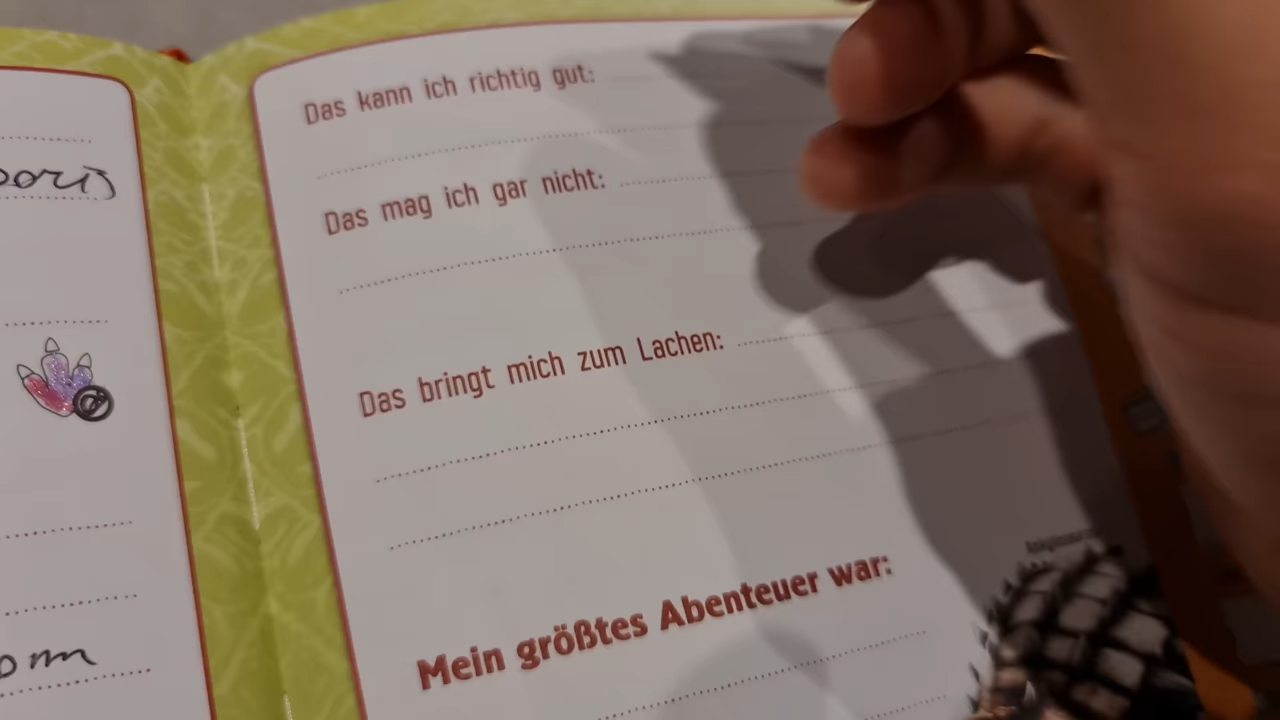 Das kann ich richtig gut:
Das mag ich gar nicht:
Das bringt mich zum Lachen:
Mein größtes Abenteuer war: